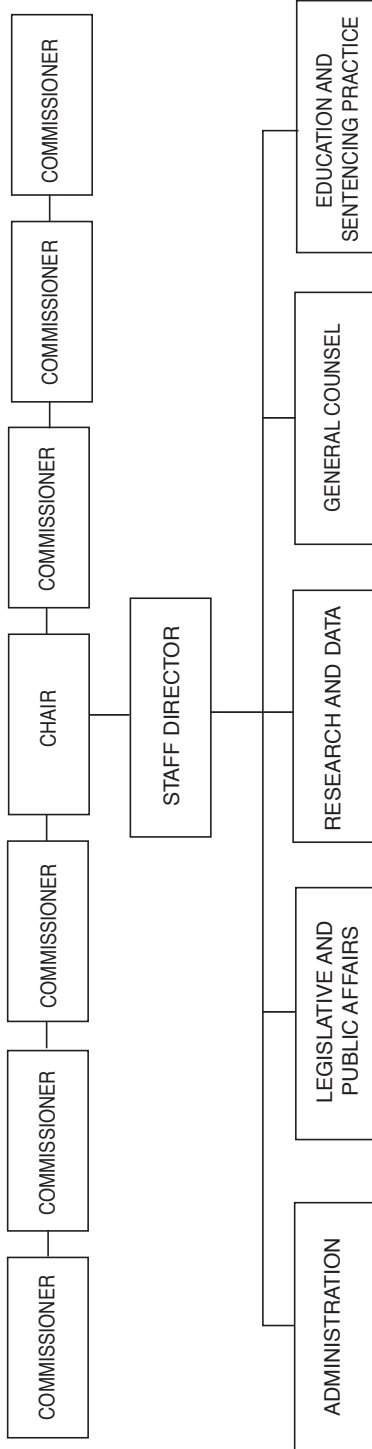 COMMISSIONER
COMMISSIONER
COMMISSIONER
CHAIR
COMMISSIONER
COMMISSIONER
COMMISSIONER
STAFF DIRECTOR
ADMINISTRATION
LEGISLATIVE AND
PUBLIC AFFAIRS
RESEARCH AND DATA
GENERAL COUNSEL
EDUCATION AND
SENTENCING PRACTICE